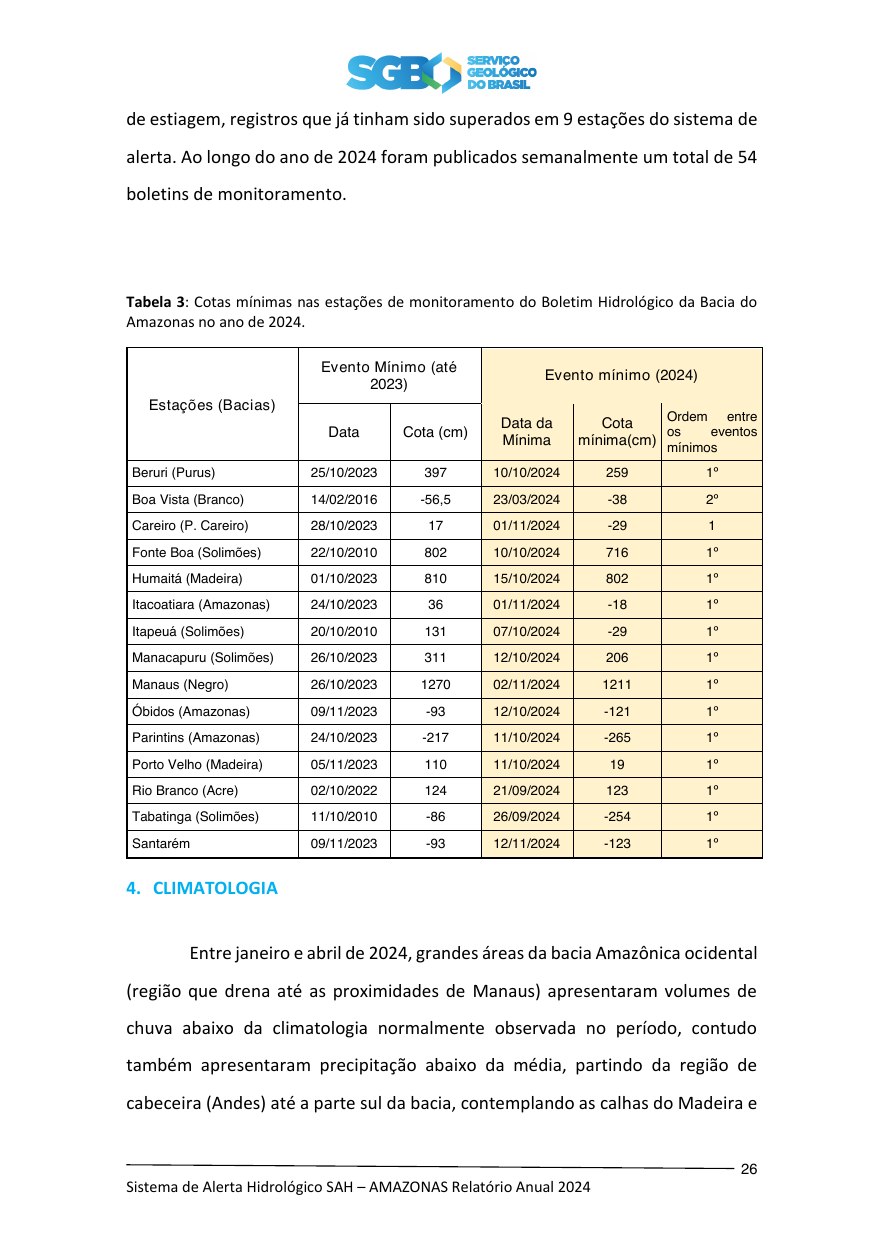 SGB SERVIÇO
GEOLÓGICO
DO BRASIL
de estiagem, registros que já tinham sido superados em 9 estações do sistema de
alerta. Ao longo do ano de 2024 foram publicados semanalmente um total de 54
boletins de monitoramento.
Tabela 3: Cotas mínimas nas estações de monitoramento do Boletim Hidrológico da Bacia do
Amazonas no ano de 2024.
Estações (Bacias)
Evento Mínimo (até
2023)
Evento mínimo (2024)
Data
Cota (cm)
Data da
Mínima
Cota
mínima(cm)
Ordem entre
os eventos
mínimos
Beruri (Purus) 25/10/2023 397 10/10/2024 259 1º
Boa Vista (Branco) 14/02/2016 -56,5 23/03/2024 -38 2º
Careiro (P. Careiro) 28/10/2023 17 01/11/2024 -29 1
Fonte Boa (Solimões) 22/10/2010 802 10/10/2024 716 1º
Humaitá (Madeira) 01/10/2023 810 15/10/2024 802 1º
Itacoatiara (Amazonas) 24/10/2023 36 01/11/2024 -18 1º
Itapeuá (Solimões) 20/10/2010 131 07/10/2024 -29 1º
Manacapuru (Solimões) 26/10/2023 311 12/10/2024 206 1º
Manaus (Negro) 26/10/2023 1270 02/11/2024 1211 1º
Óbidos (Amazonas) 09/11/2023 -93 12/10/2024 -121 1º
Parintins (Amazonas) 24/10/2023 -217 11/10/2024 -265 1º
Porto Velho (Madeira) 05/11/2023 110 11/10/2024 19 1º
Rio Branco (Acre) 02/10/2022 124 21/09/2024 123 1º
Tabatinga (Solimões) 11/10/2010 -86 26/09/2024 -254 1º
Santarém 09/11/2023 -93 12/11/2024 -123 1º
4. CLIMATOLOGIA
Entre janeiro e abril de 2024, grandes áreas da bacia Amazônica ocidental
(região que drena até as proximidades de Manaus) apresentaram volumes de
chuva abaixo da climatologia normalmente observada no período, contudo
também apresentaram precipitação abaixo da média, partindo da região de
cabeceira (Andes) até a parte sul da bacia, contemplando as calhas do Madeira e
26
Sistema de Alerta Hidrológico SAH – AMAZONAS Relatório Anual 2024